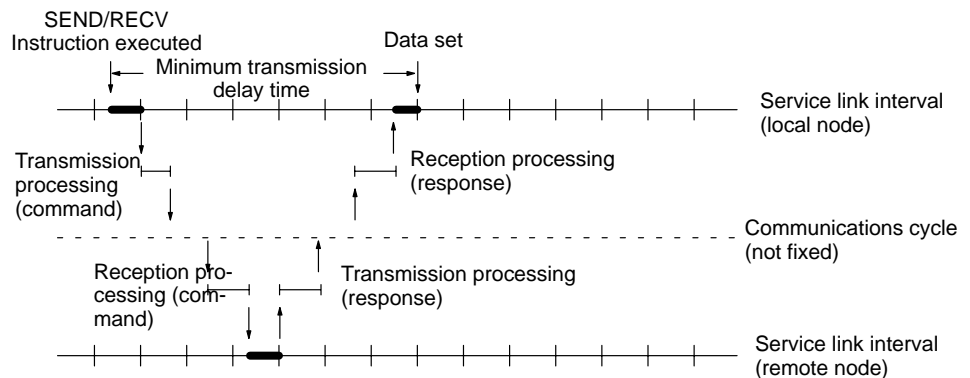 SEND/RECV
Instruction executed
Data set
Minimum transmission
delay time
Service link interval
(local node)
Transmission
processing
(command)
Reception processing
(response)
Communications cycle
(not fixed)
Reception pro-
cessing (com-
mand)
Transmission processing
(response)
Service link interval
(remote node)